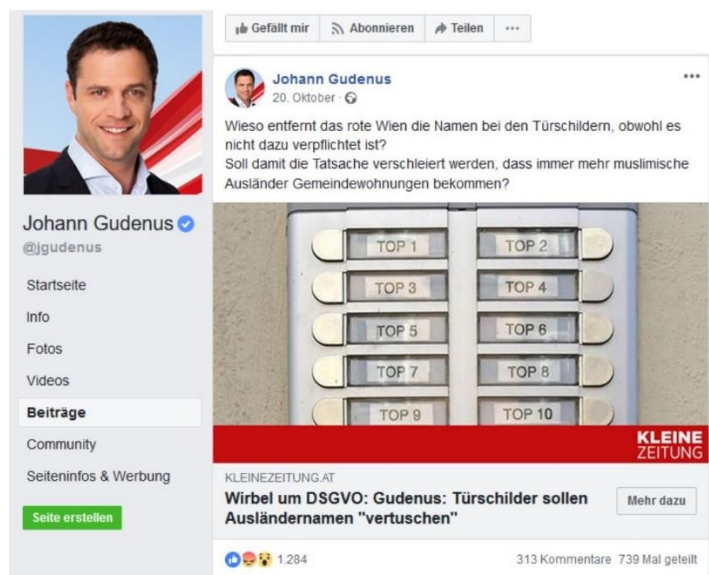 Gefällt mir
Abonnieren
Teilen
...
Johann Gudenus
@jgudenus
Startseite
Info
Fotos
Videos
Beiträge
Community
Seiteninfos & Werbung
Seite erstellen
Johann Gudenus
20. Oktober ·
Wieso entfernt das rote Wien die Namen bei den Türschildern, obwohl es
nicht dazu verpflichtet ist?
Soll damit die Tatsache verschleiert werden, dass immer mehr muslimische
Ausländer Gemeindewohnungen bekommen?
TOP 1
TOP 2
TOP 3
TOP 4
TOP 5
TOP 6
TOP 7
TOP 8
TOP 9
TOP 10
KLEINE
ZEITUNG
KLEINEZEITUNG.AT
Wirbel um DSGVO: Gudenus: Türschilder sollen
Ausländernamen "vertuschen"
Mehr dazu
1.284
313 Kommentare 739 Mal geteilt